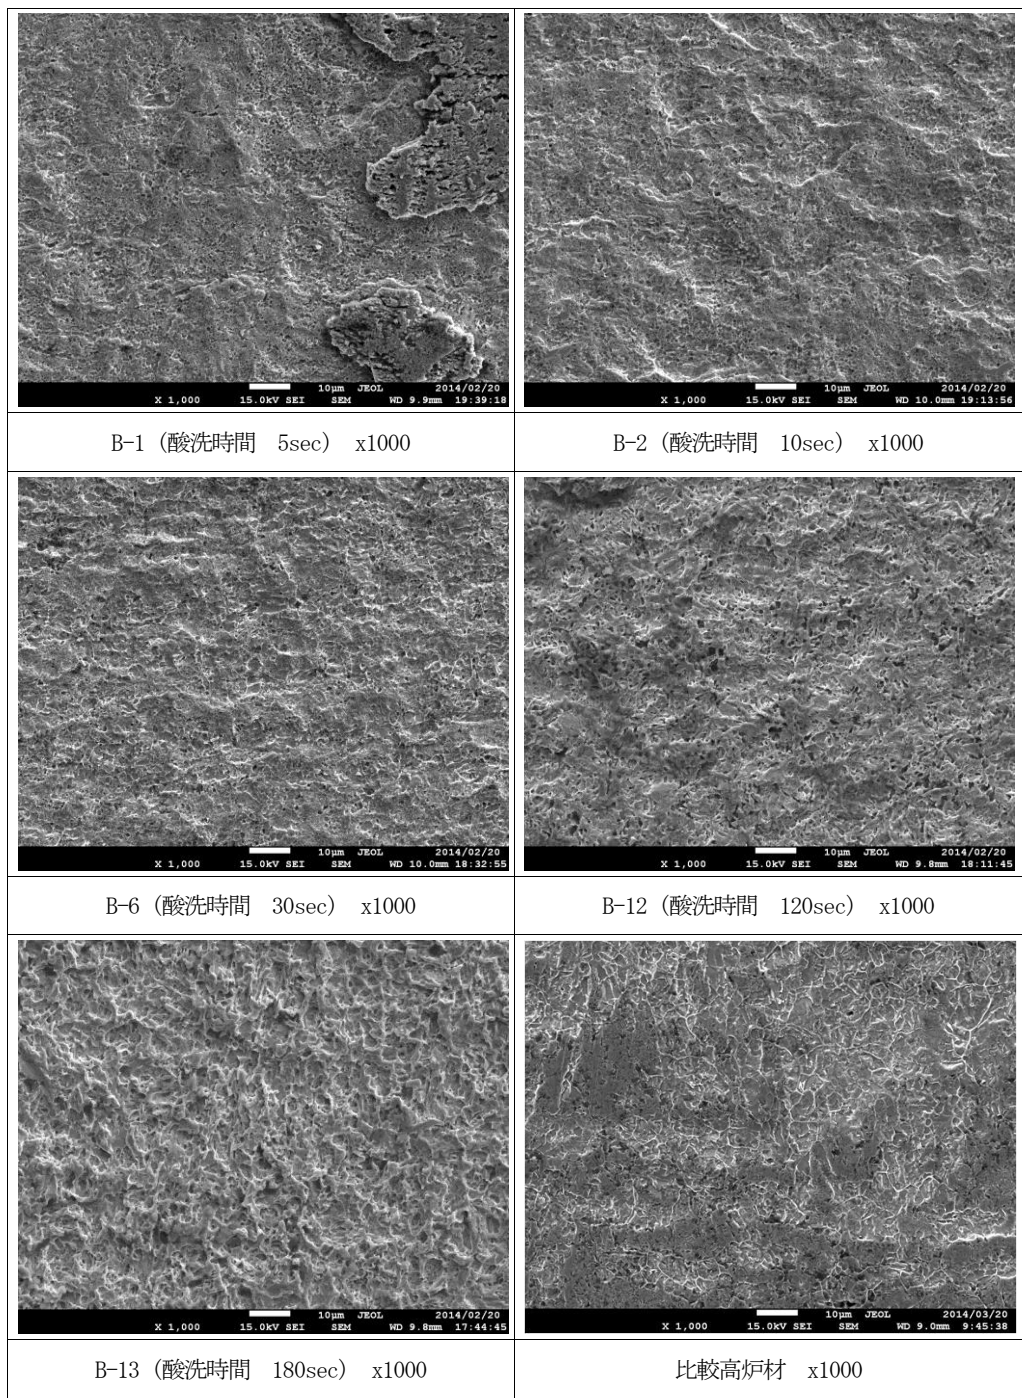 10μm JEOL 2014/02/20
X 1,000 15.0kV SEI SEM WD 9.9mm 19:39:18
10μm JEOL 2014/02/20
X 1,000 15.0kV SEI SEM WD 10.0mm 19:13:56
B-1（酸洗時間　5sec）　x1000
B-2（酸洗時間　10sec）　x1000
10μm JEOL 2014/02/20
X 1,000 15.0kV SEI SEM WD 10.0mm 18:32:55
10μm JEOL 2014/02/20
X 1,000 15.0kV SEI SEM WD 9.8mm 18:11:45
B-6（酸洗時間　30sec）　x1000
B-12（酸洗時間　120sec）　x1000
10μm JEOL 2014/02/20
X 1,000 15.0kV SEI SEM WD 9.8mm 17:44:45
10μm JEOL 2014/03/20
X 1,000 15.0kV SEI SEM WD 9.0mm 9:45:38
B-13（酸洗時間　180sec）　x1000
比較高炉材　x1000